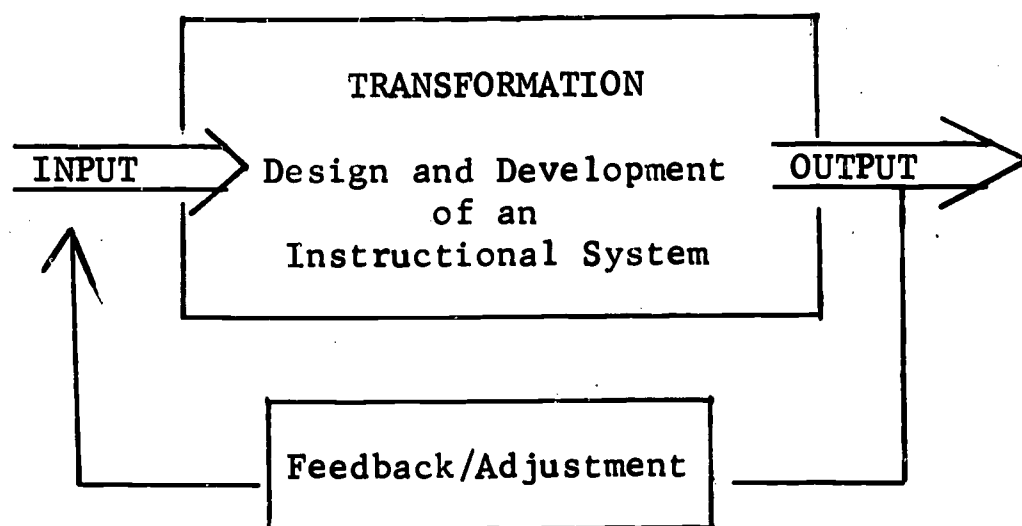 TRANSFORMATION
INPUT
Design and Development
of an
Instructional System
OUTPUT
Feedback/Adjustment